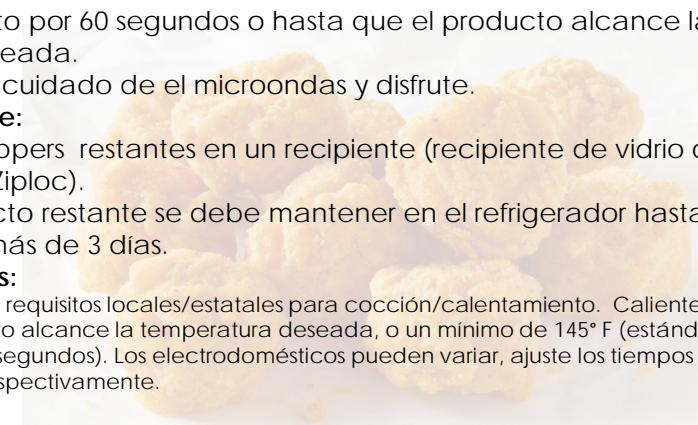 to por 60 segundos o hasta que el producto alcance la
eada.
cuidado de el microondas y disfrute.
e:
ppers restantes en un recipiente (recipiente de vidrio
Ziploc).
cto restante se debe mantener en el refrigerador hasta
más de 3 días.
s:
requisitos locales/estatales para cocción/calentamiento. Caliente
to alcance la temperatura deseada, o un mínimo de 145° F (estánd
segundos). Los electrodomésticos pueden variar, ajuste los tiempos
spectivamente.